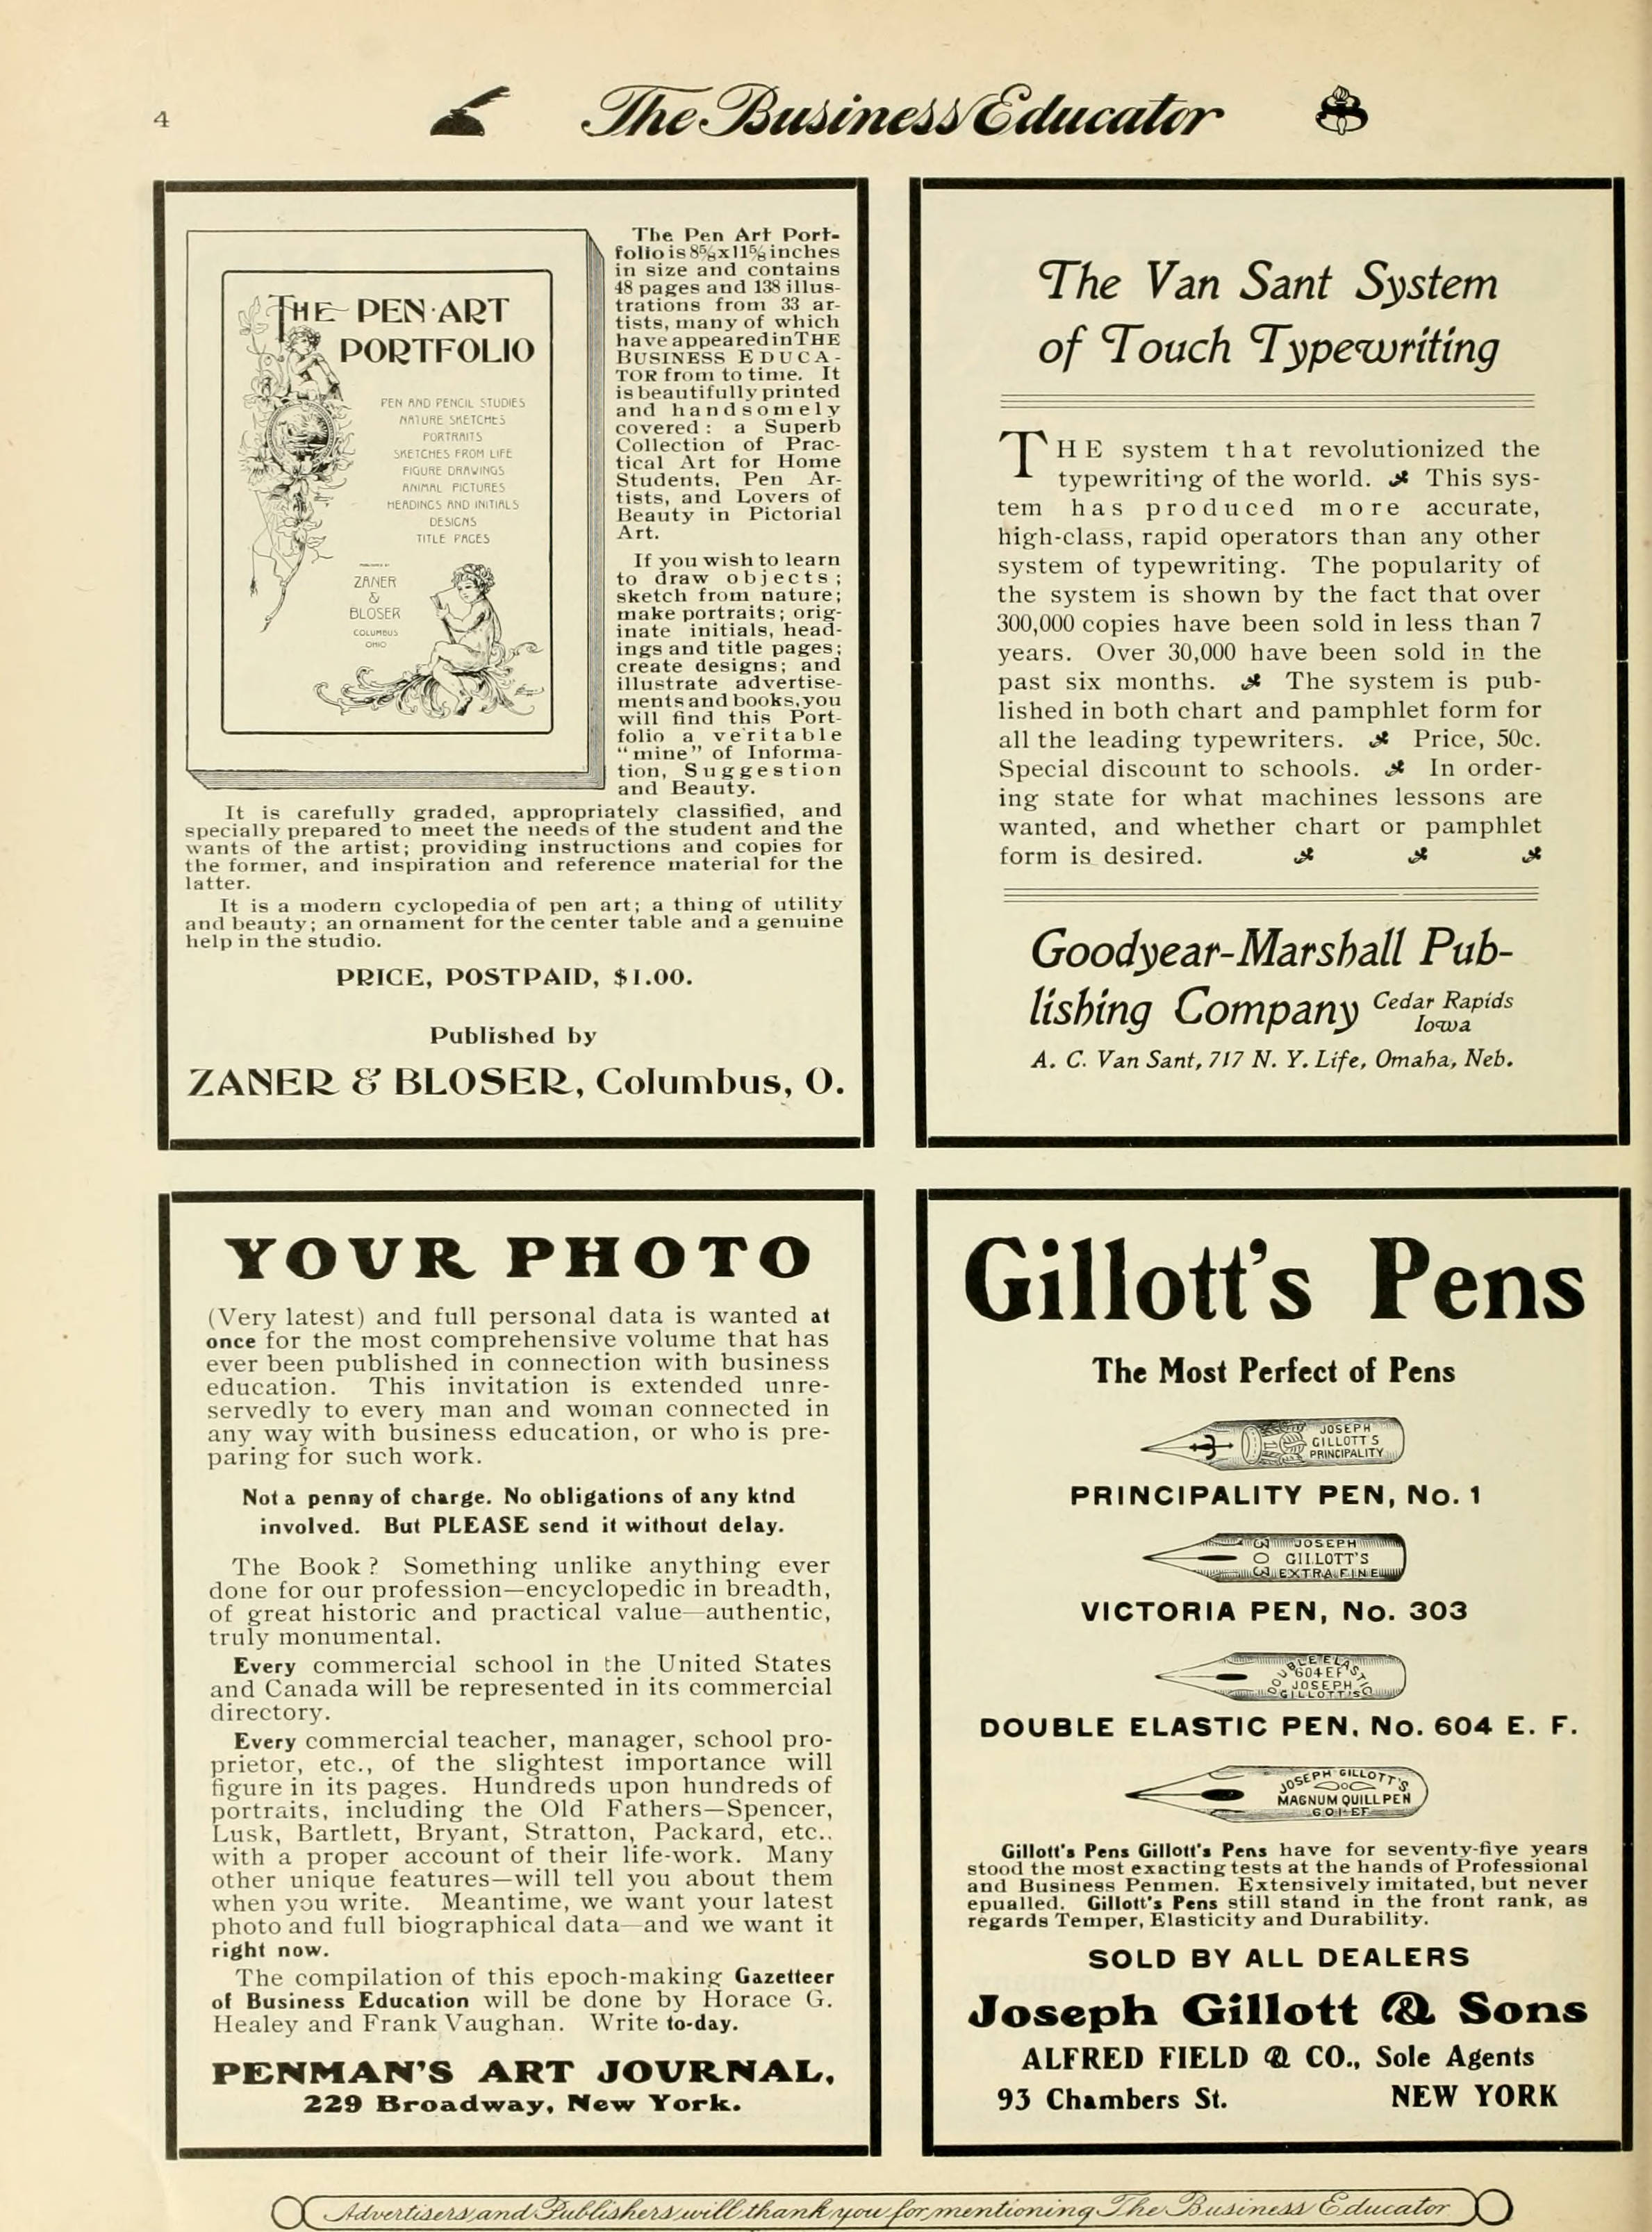 4
The Business Educator
THE PEN ART
PORTFOLIO
PEN AND PENCIL STUDIES
NATURE SKETCHES
PORTRAITS
SKETCHES FROM LIFE
FIGURE DRAWINGS
ANIMAL PICTURES
HEADINGS AND INITIALS
DESIGNS
TITLE PAGES
PUBLISHED BY
ZANER
&
BLOSER
COLUMBUS
OHIO
The Pen Art Port-
folio is 8⅝x11⅝ inches
in size and contains
48 pages and 138 illus-
trations from 33 ar-
tists, many of which
have appeared in THE
BUSINESS EDUCA-
TOR from to time. It
is beautifully printed
and handsomely
covered: a Superb
Collection of Prac-
tical Art for Home
Students, Pen Ar-
tists, and Lovers of
Beauty in Pictorial
Art.
If you wish to learn
to draw objects;
sketch from nature;
make portraits; orig-
inate initials, head-
ings and title pages;
create designs; and
illustrate advertise-
ments and books, you
will find this Port-
folio a veritable
"mine" of Informa-
tion, Suggestion
and Beauty.
It is carefully graded, appropriately classified, and
specially prepared to meet the needs of the student and the
wants of the artist; providing instructions and copies for
the former, and inspiration and reference material for the
latter.
It is a modern cyclopedia of pen art; a thing of utility
and beauty; an ornament for the center table and a genuine
help in the studio.
PRICE, POSTPAID, $1.00.
Published by
ZANER & BLOSER, Columbus, O.
The Van Sant System
of Touch Typewriting
THE system that revolutionized the
typewriting of the world. This sys-
tem has produced more accurate,
high-class, rapid operators than any other
system of typewriting. The popularity of
the system is shown by the fact that over
300,000 copies have been sold in less than 7
years. Over 30,000 have been sold in the
past six months. The system is pub-
lished in both chart and pamphlet form for
all the leading typewriters. Price, 50c.
Special discount to schools. In order-
ing state for what machines lessons are
wanted, and whether chart or pamphlet
form is desired.
Goodyear-Marshall Pub-
lishing Company Cedar Rapids
Iowa
A. C. Van Sant, 717 N. Y. Life, Omaha, Neb.
YOUR PHOTO
(Very latest) and full personal data is wanted at
once for the most comprehensive volume that has
ever been published in connection with business
education. This invitation is extended unre-
servedly to every man and woman connected in
any way with business education, or who is pre-
paring for such work.
Not a penny of charge. No obligations of any ktnd
involved. But PLEASE send it without delay.
The Book? Something unlike anything ever
done for our profession—encyclopedic in breadth,
of great historic and practical value—authentic,
truly monumental.
Every commercial school in the United States
and Canada will be represented in its commercial
directory.
Every commercial teacher, manager, school pro-
prietor, etc., of the slightest importance will
figure in its pages. Hundreds upon hundreds of
portraits, including the Old Fathers—Spencer,
Lusk, Bartlett, Bryant, Stratton, Packard, etc..
with a proper account of their life-work. Many
other unique features—will tell you about them
when you write. Meantime, we want your latest
photo and full biographical data—and we want it
right now.
The compilation of this epoch-making Gazetteer
of Business Education will be done by Horace G.
Healey and Frank Vaughan. Write to-day.
PENMAN'S ART JOURNAL,
229 Broadway, New York.
Gillott's Pens
The Most Perfect of Pens
JOSEPH
GILLOTT'S
PRINCIPALITY
PRINCIPALITY PEN, No. 1
303
JOSEPH
GILLOTT'S
EXTRA FINE
VICTORIA PEN, No. 303
DOUBLE ELASTIC
604 EF
JOSEPH
GILLOTT'S
DOUBLE ELASTIC PEN, No. 604 E. F.
JOSEPH GILLOTT'S
MAGNUM QUILL PEN
601 EF
Gillott's Pens Gillott's Pens have for seventy-five years
stood the most exacting tests at the hands of Professional
and Business Penmen. Extensively imitated, but never
epualled. Gillott's Pens still stand in the front rank, as
regards Temper, Elasticity and Durability.
SOLD BY ALL DEALERS
Joseph Gillott & Sons
ALFRED FIELD & CO., Sole Agents
93 Chambers St. NEW YORK
Advertisers and Publishers will thank you for mentioning The Business Educator